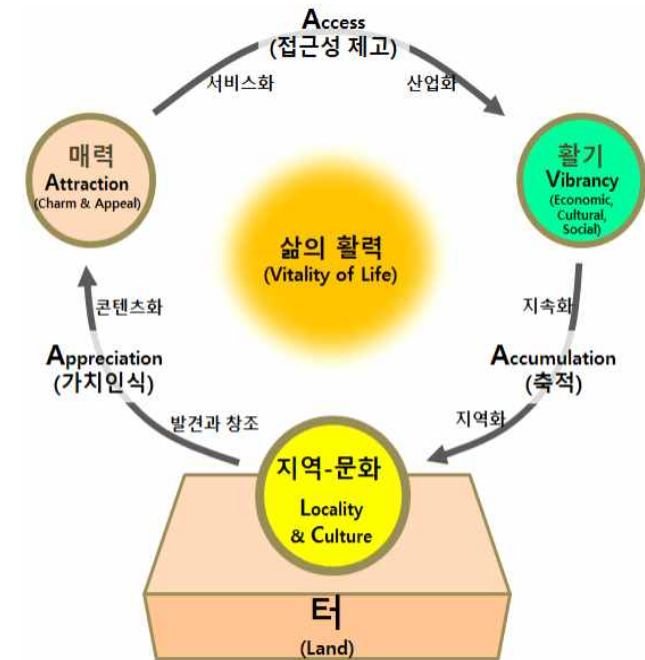 Access
(접근성 제고)
서비스화
산업화
매력
Attraction
(Charm & Appeal)
활기
Vibrancy
(Economic,
Cultural,
Social)
삶의 활력
(Vitality of Life)
콘텐츠화
지속화
Appreciation
(가치인식)
Accumulation
(축적)
발견과 창조
지역화
지역-문화
Locality
& Culture
터
(Land)